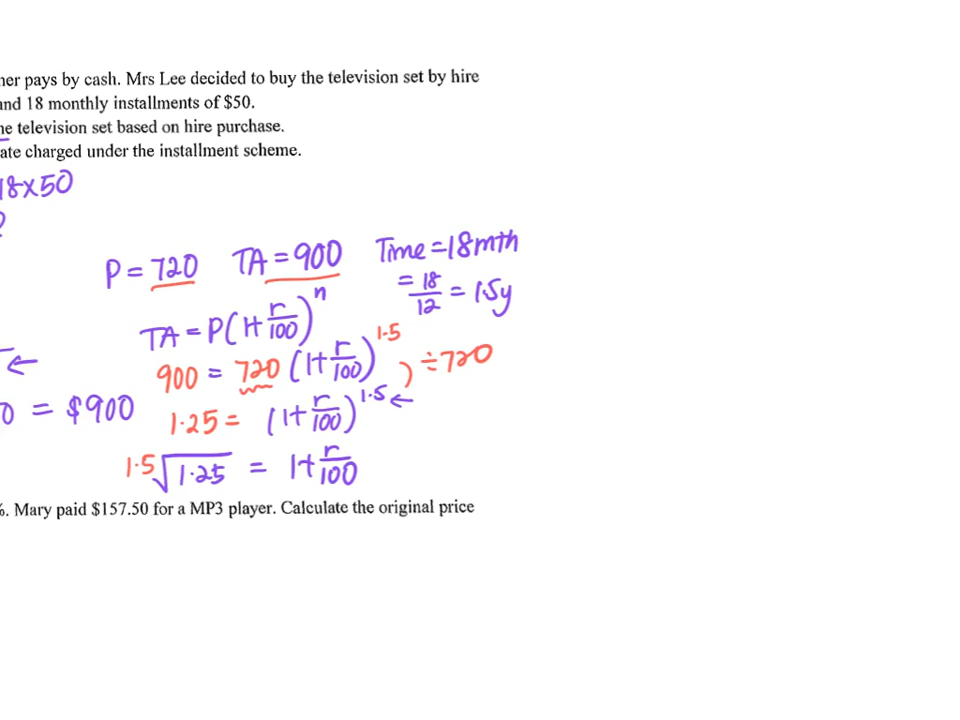 her pays by cash. Mrs Lee decided to buy the television set by hire
and 18 monthly installments of $50.
he television set based on hire purchase.
ate charged under the installment scheme.
18×50
?
P = 720 TA = 900 Time = 18mth
= 18/12 = 1.5y
TA = P(1+r/100)^n
900 = 720 (1+r/100)^1.5 ) ÷720
←
0 = $900
1.25 = (1+r/100)^1.5 ←
1.5√1.25 = 1+r/100
%. Mary paid $157.50 for a MP3 player. Calculate the original price